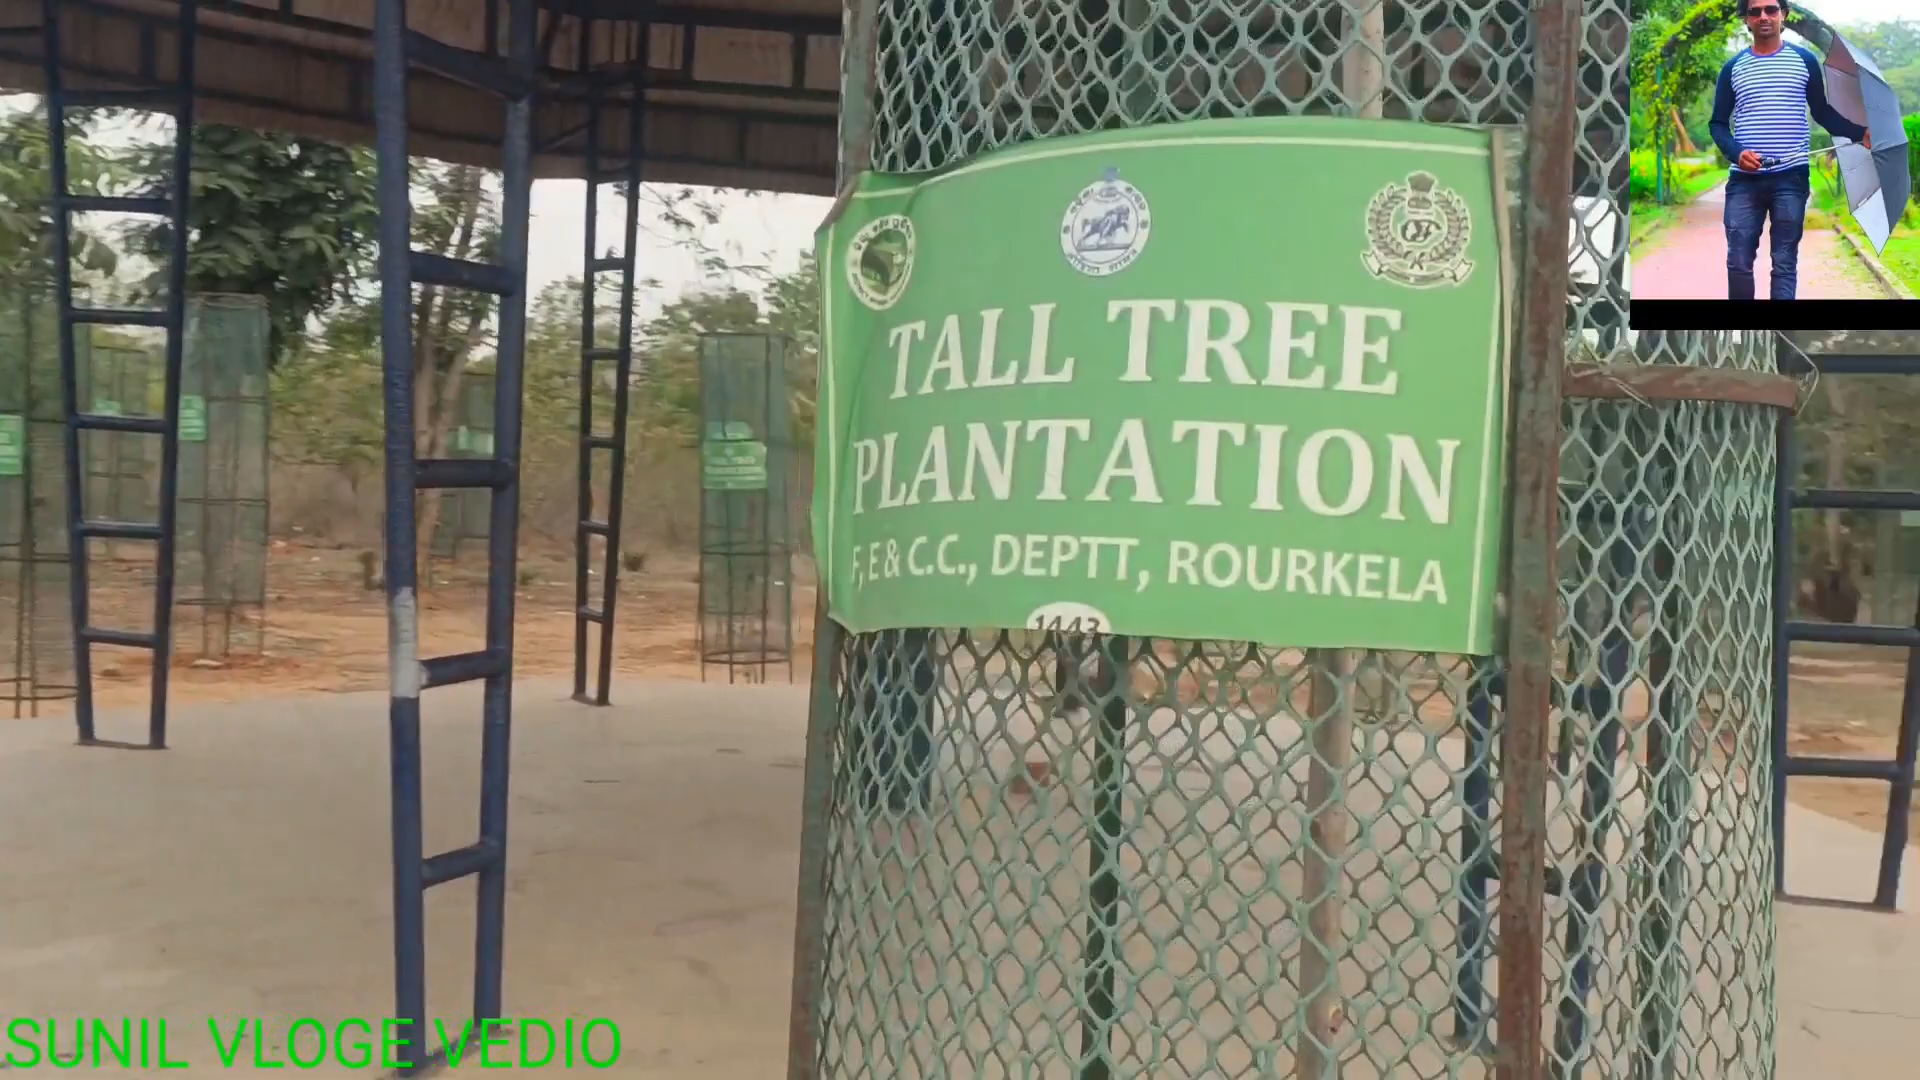 TALL TREE
PLANTATION
F, E & C.C., DEPTT, ROURKELA
1443
SUNIL VLOGE VEDIO